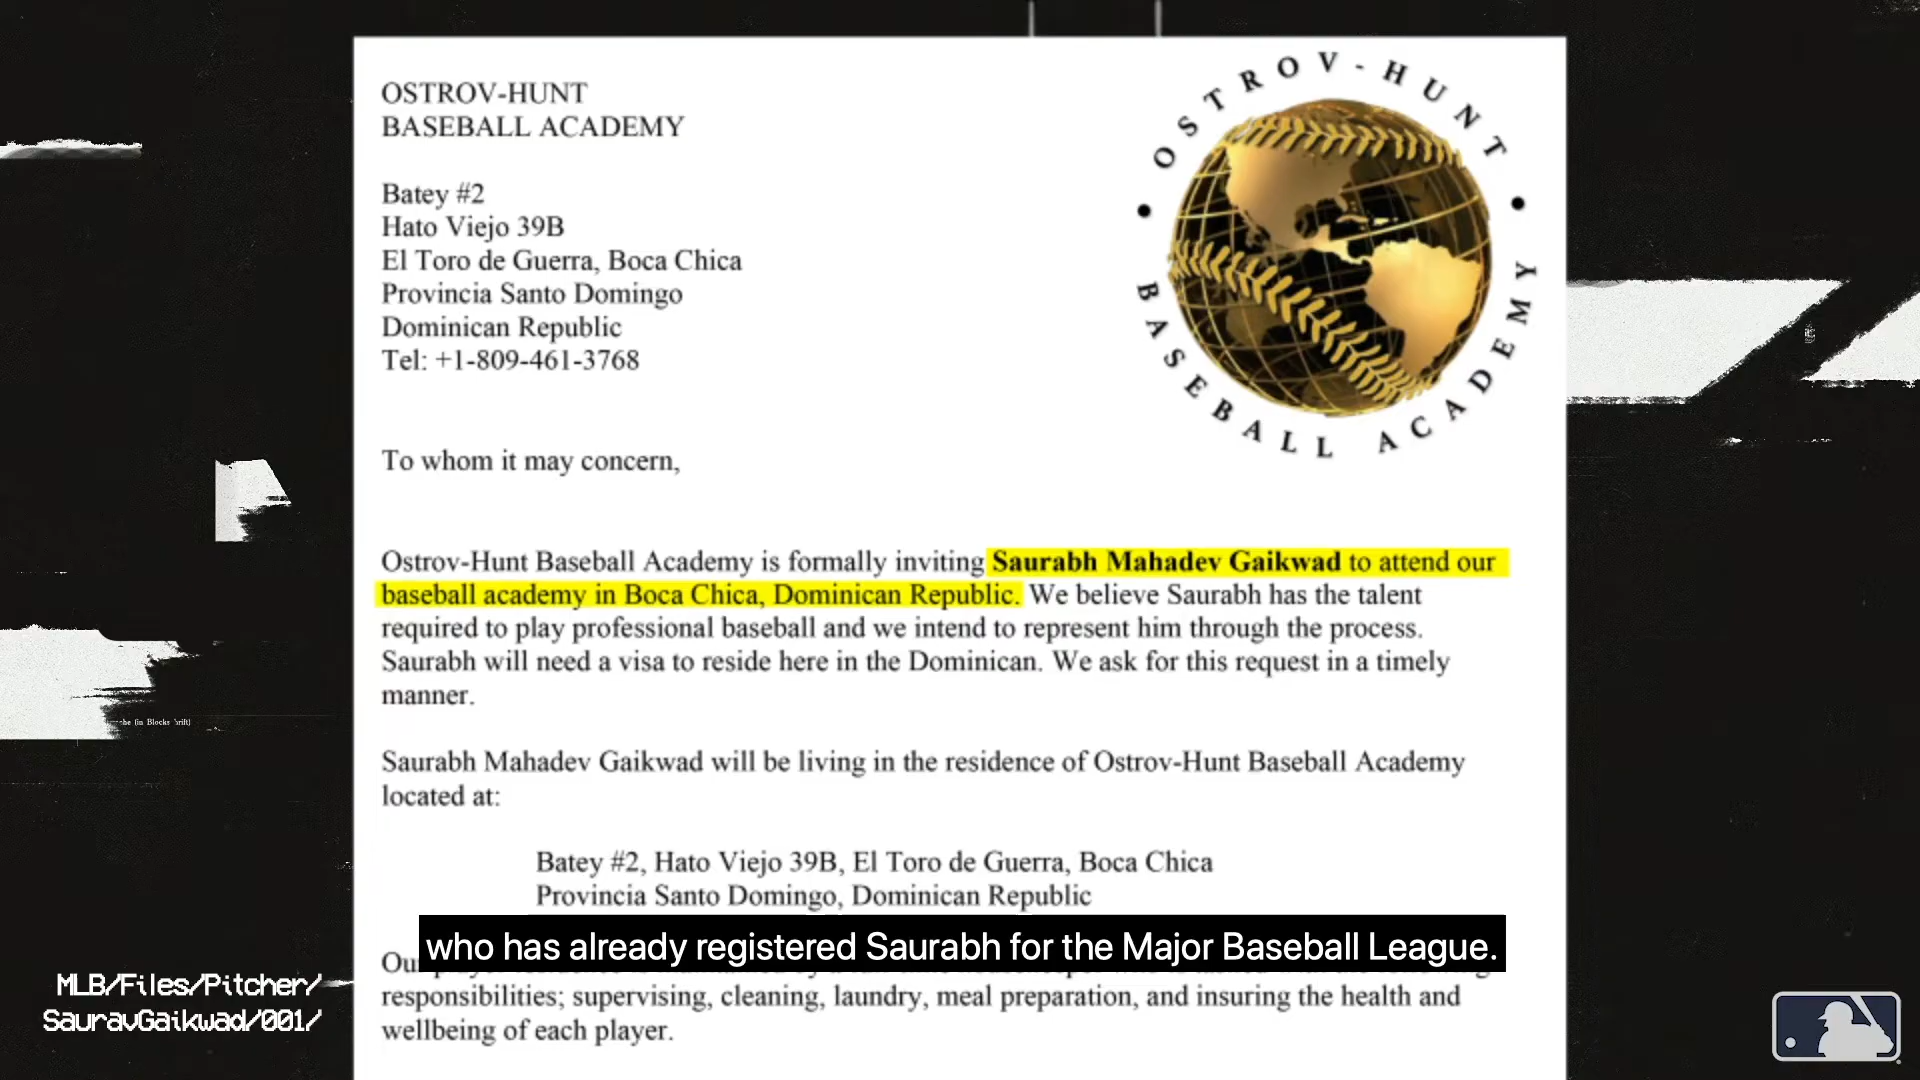 OSTROV-HUNT
BASEBALL ACADEMY
OSTROV-HUNT • BASEBALL ACADEMY •
Batey #2
Hato Viejo 39B
El Toro de Guerra, Boca Chica
Provincia Santo Domingo
Dominican Republic
Tel: +1-809-461-3768
To whom it may concern,
Ostrov-Hunt Baseball Academy is formally inviting Saurabh Mahadev Gaikwad to attend our
baseball academy in Boca Chica, Dominican Republic. We believe Saurabh has the talent
required to play professional baseball and we intend to represent him through the process.
Saurabh will need a visa to reside here in the Dominican. We ask for this request in a timely
manner.
(in Blocks
Saurabh Mahadev Gaikwad will be living in the residence of Ostrov-Hunt Baseball Academy
located at:
Batey #2, Hato Viejo 39B, El Toro de Guerra, Boca Chica
Provincia Santo Domingo, Dominican Republic
who has already registered Saurabh for the Major Baseball League.
responsibilities; supervising, cleaning, laundry, meal preparation, and insuring the health and
wellbeing of each player.
MLB/Files/Pitcher/
SauravGaikwad/001/